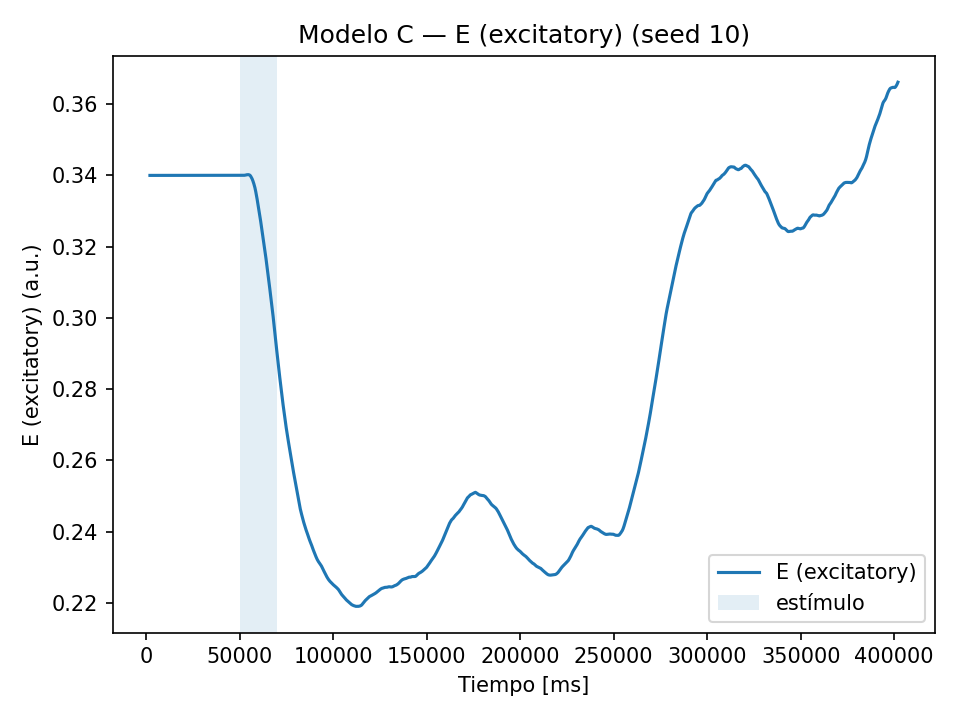 Modelo C — E (excitatory) (seed 10)
E (excitatory) (a.u.)
0.36
0.34
0.32
0.30
0.28
0.26
0.24
0.22
0 50000 100000 150000 200000 250000 300000 350000 400000
Tiempo [ms]
E (excitatory)
estímulo